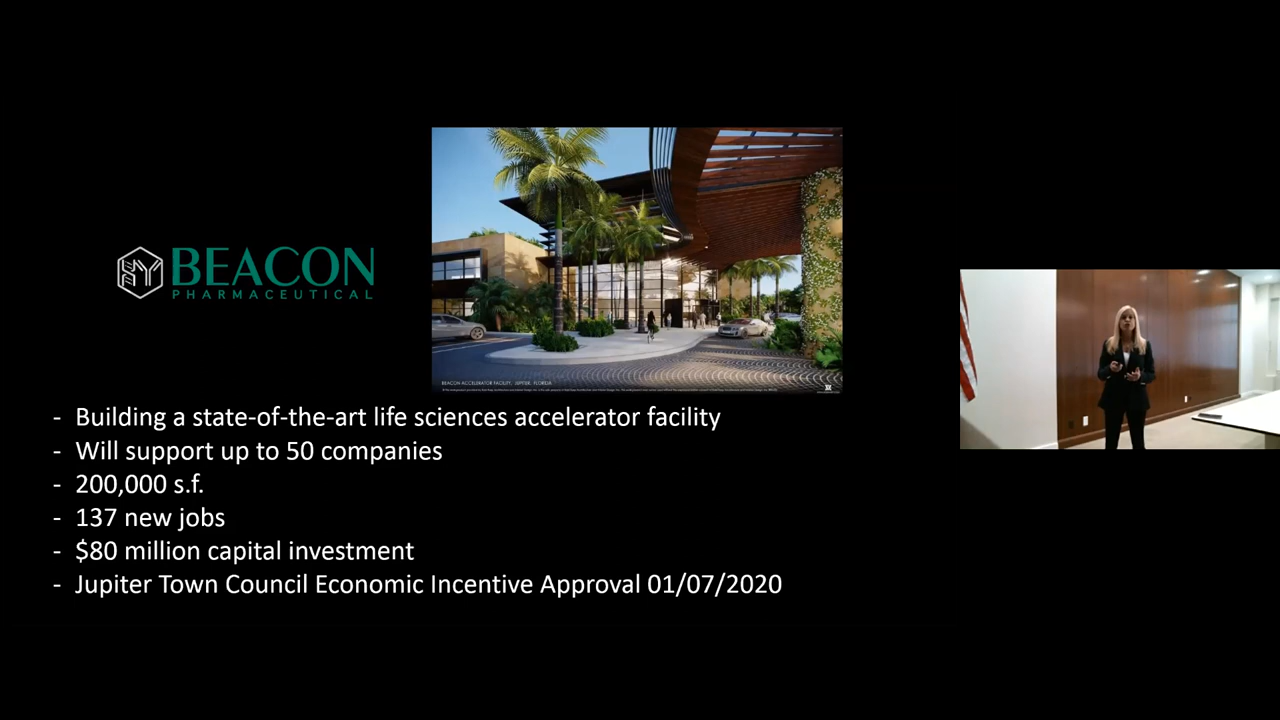 BEACON
PHARMACEUTICAL
BEACON ACCELERATOR FACILITY, JUPITER, FLORIDA
- Building a state-of-the-art life sciences accelerator facility
- Will support up to 50 companies
- 200,000 s.f.
- 137 new jobs
- $80 million capital investment
- Jupiter Town Council Economic Incentive Approval 01/07/2020